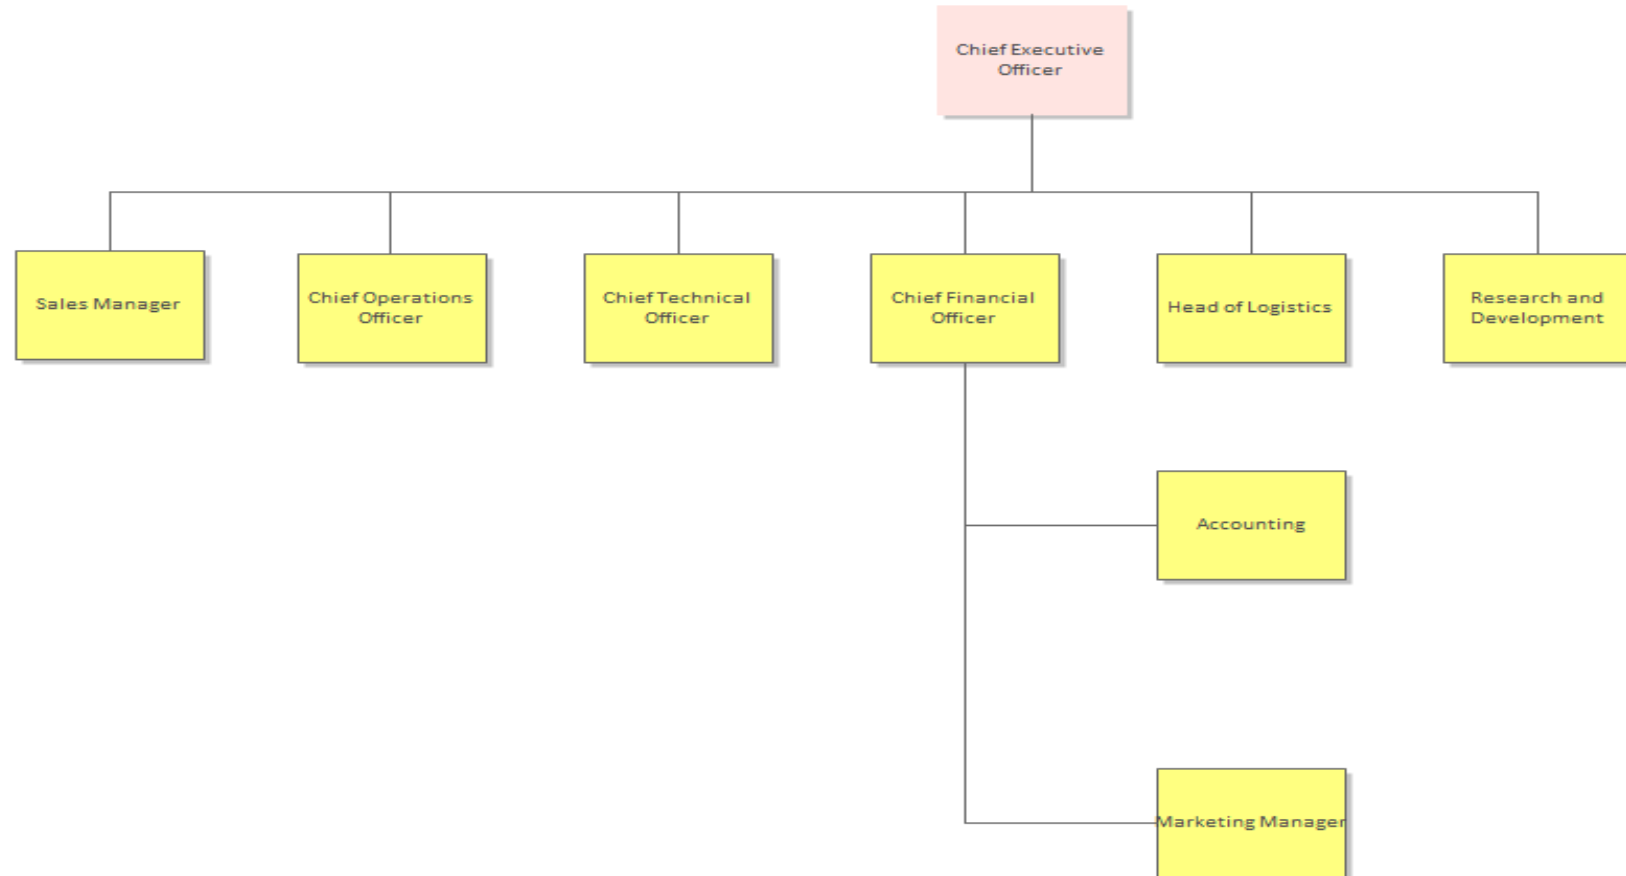 Chief Executive
Officer
Sales Manager
Chief Operations
Officer
Chief Technical
Officer
Chief Financial
Officer
Head of Logistics
Research and
Development
Accounting
Marketing Manager